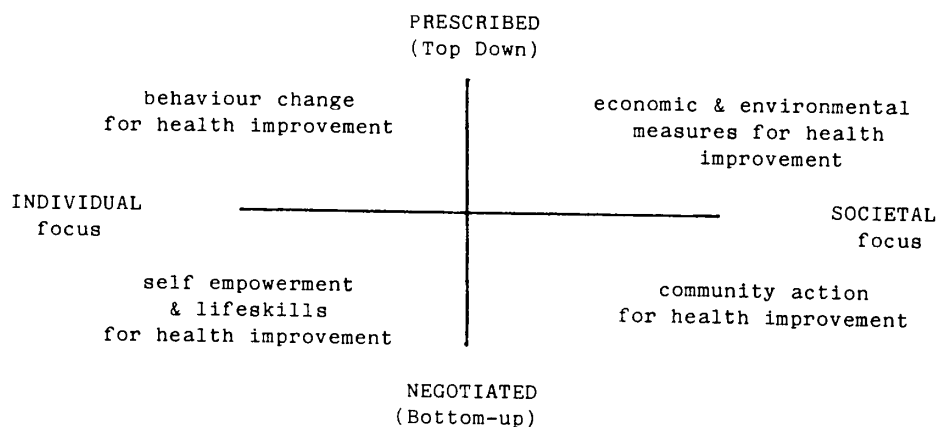 PRESCRIBED
(Top Down)
behaviour change
for health improvement
economic & environmental
measures for health
improvement
INDIVIDUAL
focus
SOCIETAL
focus
self empowerment
& lifeskills
for health improvement
community action
for health improvement
NEGOTIATED
(Bottom-up)